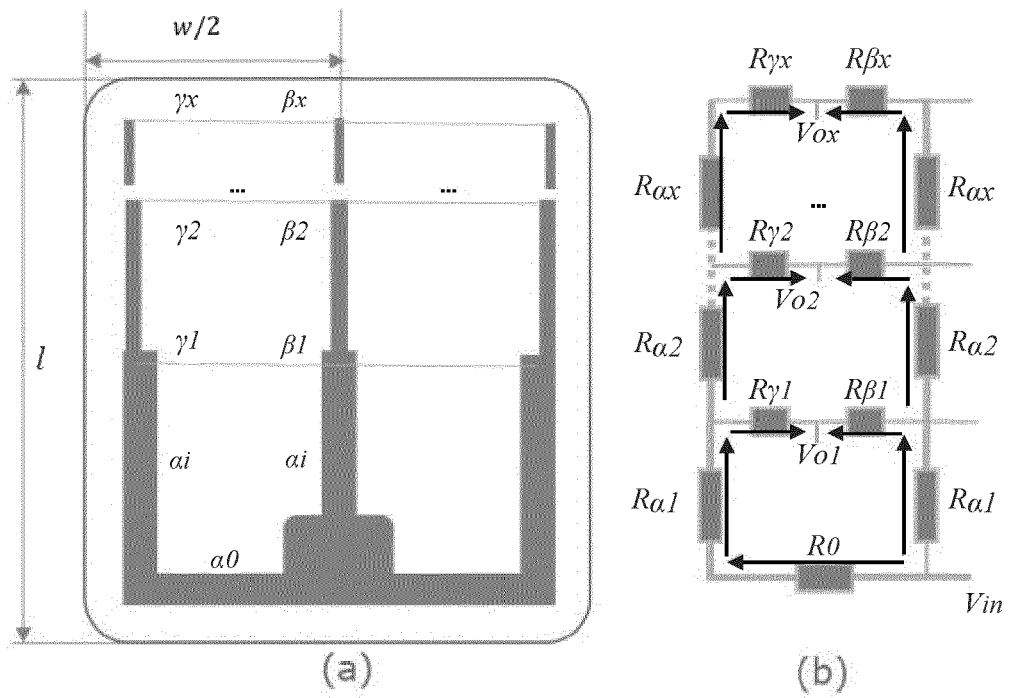 w/2
γx βx
... ...
γ2 β2
γ1 β1
l
αi αi
α0
(a)
Rγx Rβx
Vox
Rαx Rαx
...
Rγ2 Rβ2
Vo2
Rα2 Rα2
Rγ1 Rβ1
Vo1
Rα1 Rα1
R0
Vin
(b)